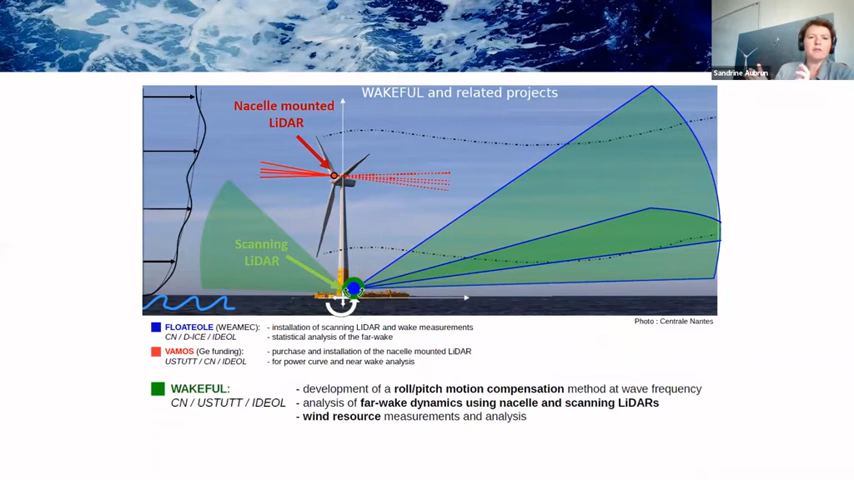 Sandrine Aubrun
WAKEFUL and related projects
Nacelle mounted
LiDAR
Scanning
LiDAR
Photo : Centrale Nantes
FLOATEOLE (WEAMEC): - installation of scanning LIDAR and wake measurements
CN / D-ICE / IDEOL - statistical analysis of the far-wake
VAMOS (Ge funding): - purchase and installation of the nacelle mounted LiDAR
USTUTT / CN / IDEOL - for power curve and near wake analysis
WAKEFUL: - development of a roll/pitch motion compensation method at wave frequency
CN / USTUTT / IDEOL - analysis of far-wake dynamics using nacelle and scanning LiDARs
- wind resource measurements and analysis